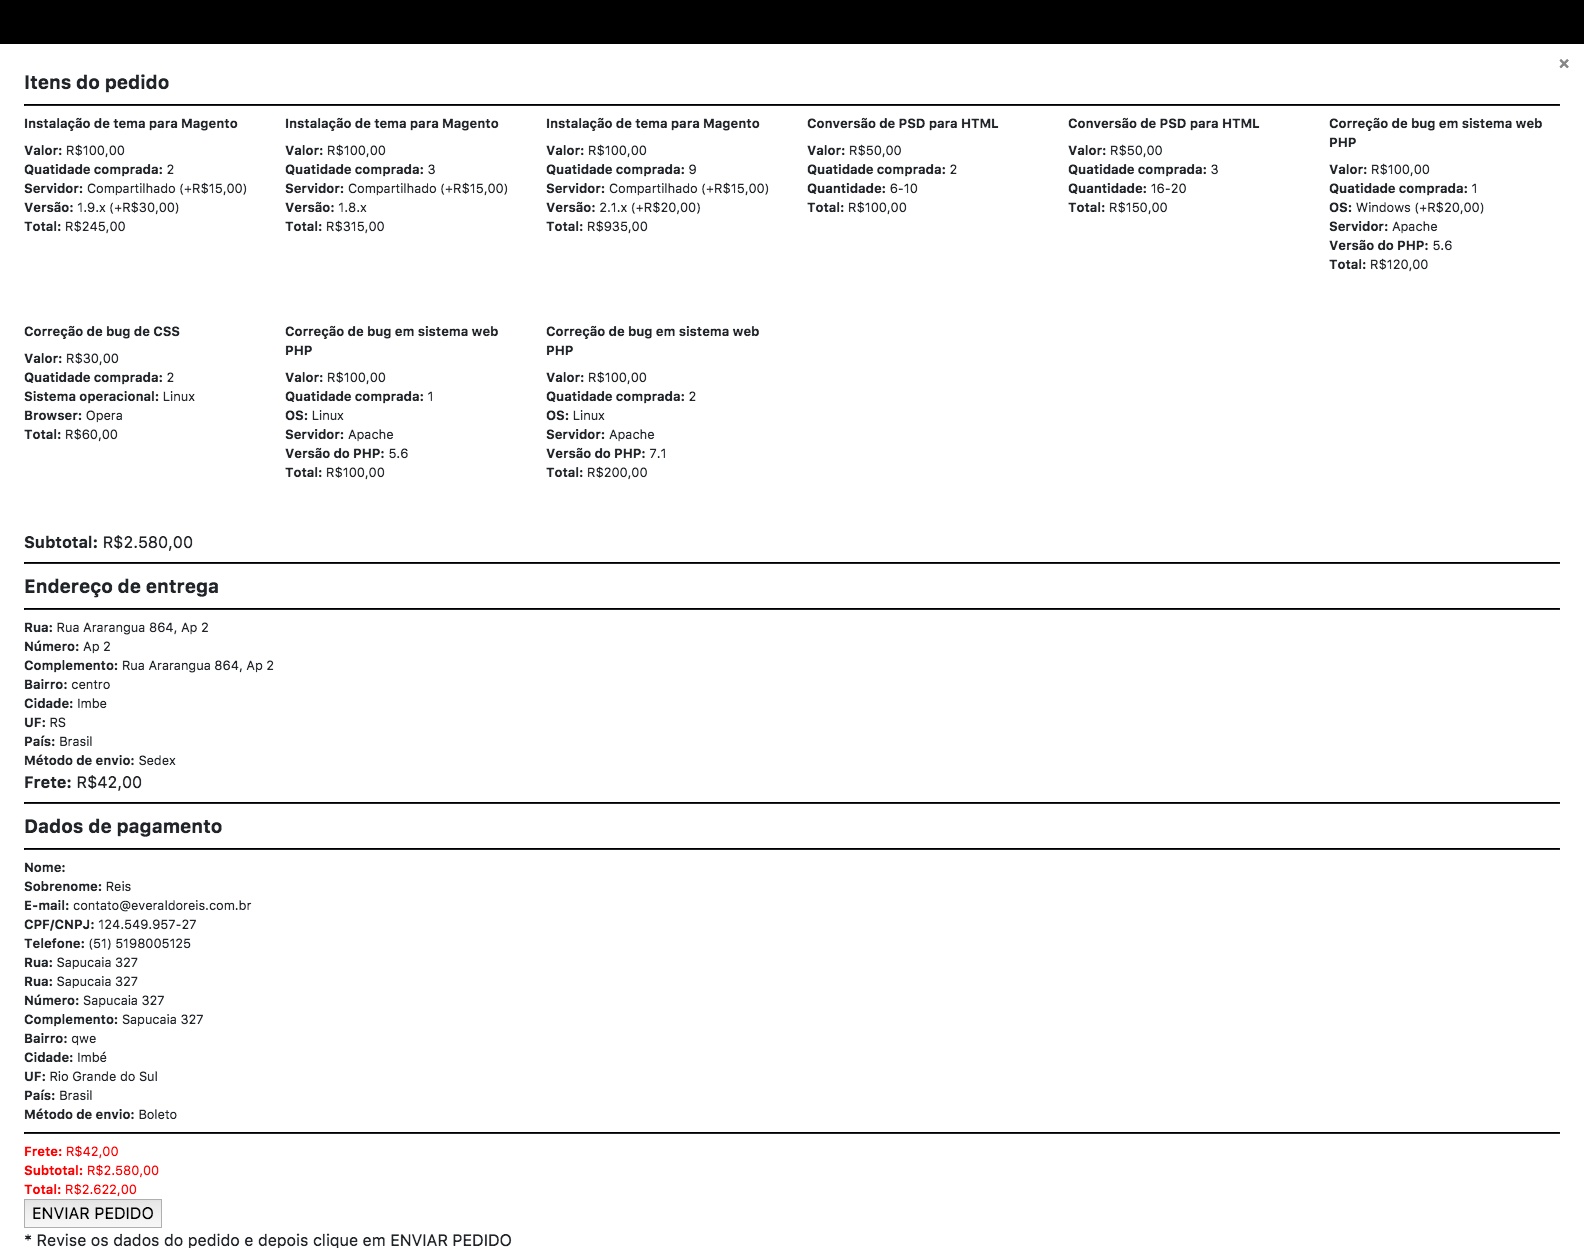 ×
Itens do pedido
Instalação de tema para Magento
Valor: R$100,00
Quatidade comprada: 2
Servidor: Compartilhado (+R$15,00)
Versão: 1.9.x (+R$30,00)
Total: R$245,00
Instalação de tema para Magento
Valor: R$100,00
Quatidade comprada: 3
Servidor: Compartilhado (+R$15,00)
Versão: 1.8.x
Total: R$315,00
Instalação de tema para Magento
Valor: R$100,00
Quatidade comprada: 9
Servidor: Compartilhado (+R$15,00)
Versão: 2.1.x (+R$20,00)
Total: R$935,00
Conversão de PSD para HTML
Valor: R$50,00
Quatidade comprada: 2
Quantidade: 6-10
Total: R$100,00
Conversão de PSD para HTML
Valor: R$50,00
Quatidade comprada: 3
Quantidade: 16-20
Total: R$150,00
Correção de bug em sistema web
PHP
Valor: R$100,00
Quatidade comprada: 1
OS: Windows (+R$20,00)
Servidor: Apache
Versão do PHP: 5.6
Total: R$120,00
Correção de bug de CSS
Valor: R$30,00
Quatidade comprada: 2
Sistema operacional: Linux
Browser: Opera
Total: R$60,00
Correção de bug em sistema web
PHP
Valor: R$100,00
Quatidade comprada: 1
OS: Linux
Servidor: Apache
Versão do PHP: 5.6
Total: R$100,00
Correção de bug em sistema web
PHP
Valor: R$100,00
Quatidade comprada: 2
OS: Linux
Servidor: Apache
Versão do PHP: 7.1
Total: R$200,00
Subtotal: R$2.580,00
Endereço de entrega
Rua: Rua Ararangua 864, Ap 2
Número: Ap 2
Complemento: Rua Ararangua 864, Ap 2
Bairro: centro
Cidade: Imbe
UF: RS
País: Brasil
Método de envio: Sedex
Frete: R$42,00
Dados de pagamento
Nome:
Sobrenome: Reis
E-mail: contato@everaldoreis.com.br
CPF/CNPJ: 124.549.957-27
Telefone: (51) 5198005125
Rua: Sapucaia 327
Rua: Sapucaia 327
Número: Sapucaia 327
Complemento: Sapucaia 327
Bairro: qwe
Cidade: Imbé
UF: Rio Grande do Sul
País: Brasil
Método de envio: Boleto
Frete: R$42,00
Subtotal: R$2.580,00
Total: R$2.622,00
ENVIAR PEDIDO
* Revise os dados do pedido e depois clique em ENVIAR PEDIDO